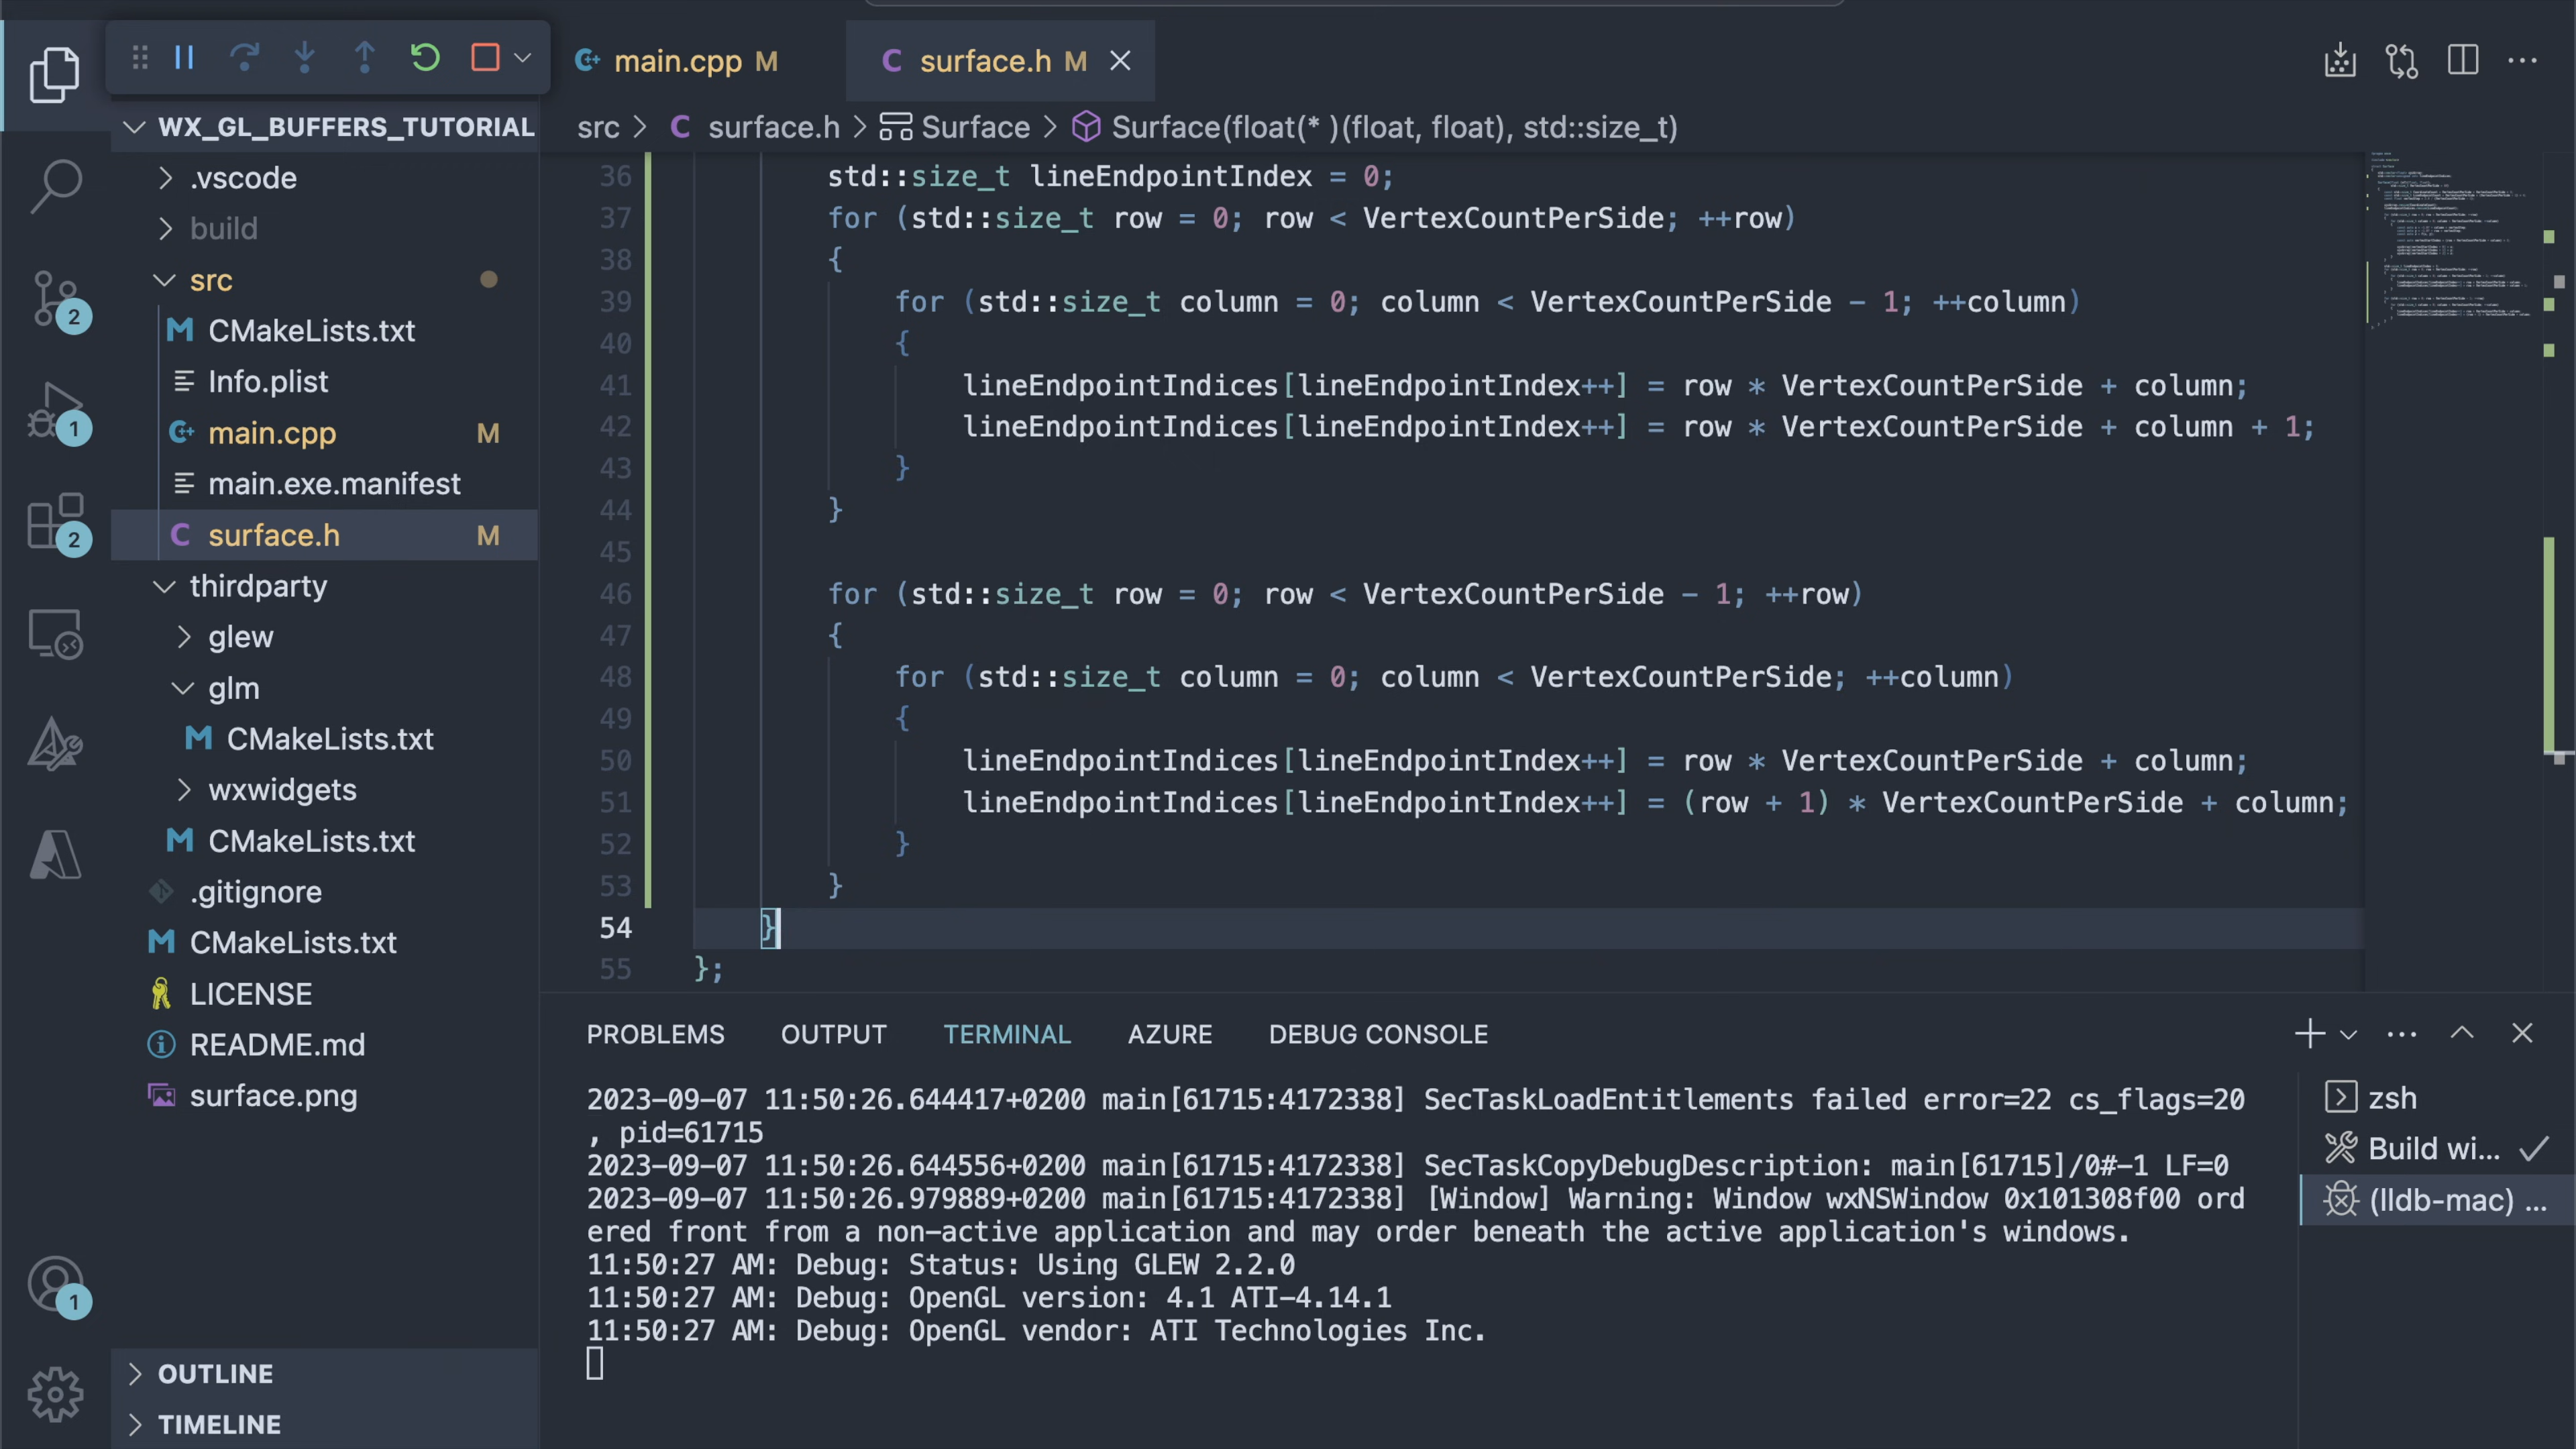 main.cpp M
surface.h M
WX_GL_BUFFERS_TUTORIAL
.vscode
build
src
CMakeLists.txt
Info.plist
main.cpp M
main.exe.manifest
surface.h M
thirdparty
glew
glm
CMakeLists.txt
wxwidgets
CMakeLists.txt
.gitignore
CMakeLists.txt
LICENSE
README.md
surface.png
OUTLINE
TIMELINE
2
1
2
1
src > C surface.h > Surface > Surface(float(* )(float, float), std::size_t)
36 std::size_t lineEndpointIndex = 0;
37 for (std::size_t row = 0; row < VertexCountPerSide; ++row)
38 {
39 for (std::size_t column = 0; column < VertexCountPerSide - 1; ++column)
40 {
41 lineEndpointIndices[lineEndpointIndex++] = row * VertexCountPerSide + column;
42 lineEndpointIndices[lineEndpointIndex++] = row * VertexCountPerSide + column + 1;
43 }
44 }
45
46 for (std::size_t row = 0; row < VertexCountPerSide - 1; ++row)
47 {
48 for (std::size_t column = 0; column < VertexCountPerSide; ++column)
49 {
50 lineEndpointIndices[lineEndpointIndex++] = row * VertexCountPerSide + column;
51 lineEndpointIndices[lineEndpointIndex++] = (row + 1) * VertexCountPerSide + column;
52 }
53 }
54 }
55 };
PROBLEMS OUTPUT TERMINAL AZURE DEBUG CONSOLE
2023-09-07 11:50:26.644417+0200 main[61715:4172338] SecTaskLoadEntitlements failed error=22 cs_flags=20
, pid=61715
2023-09-07 11:50:26.644556+0200 main[61715:4172338] SecTaskCopyDebugDescription: main[61715]/0#-1 LF=0
2023-09-07 11:50:26.979889+0200 main[61715:4172338] [Window] Warning: Window wxNSWindow 0x101308f00 ord
ered front from a non-active application and may order beneath the active application's windows.
11:50:27 AM: Debug: Status: Using GLEW 2.2.0
11:50:27 AM: Debug: OpenGL version: 4.1 ATI-4.14.1
11:50:27 AM: Debug: OpenGL vendor: ATI Technologies Inc.
zsh
Build wi...
(lldb-mac) ...